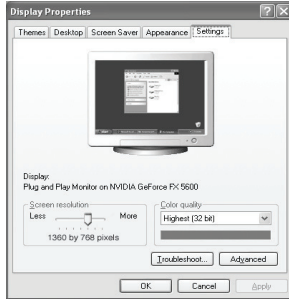 Display Properties
Themes Desktop Screen Saver Appearance Settings
Display:
Plug and Play Monitor on NVIDIA GeForce FX 5600
Screen resolution
Less More
1360 by 768 pixels
Color quality
Highest (32 bit)
Troubleshoot... Advanced
OK Cancel Apply